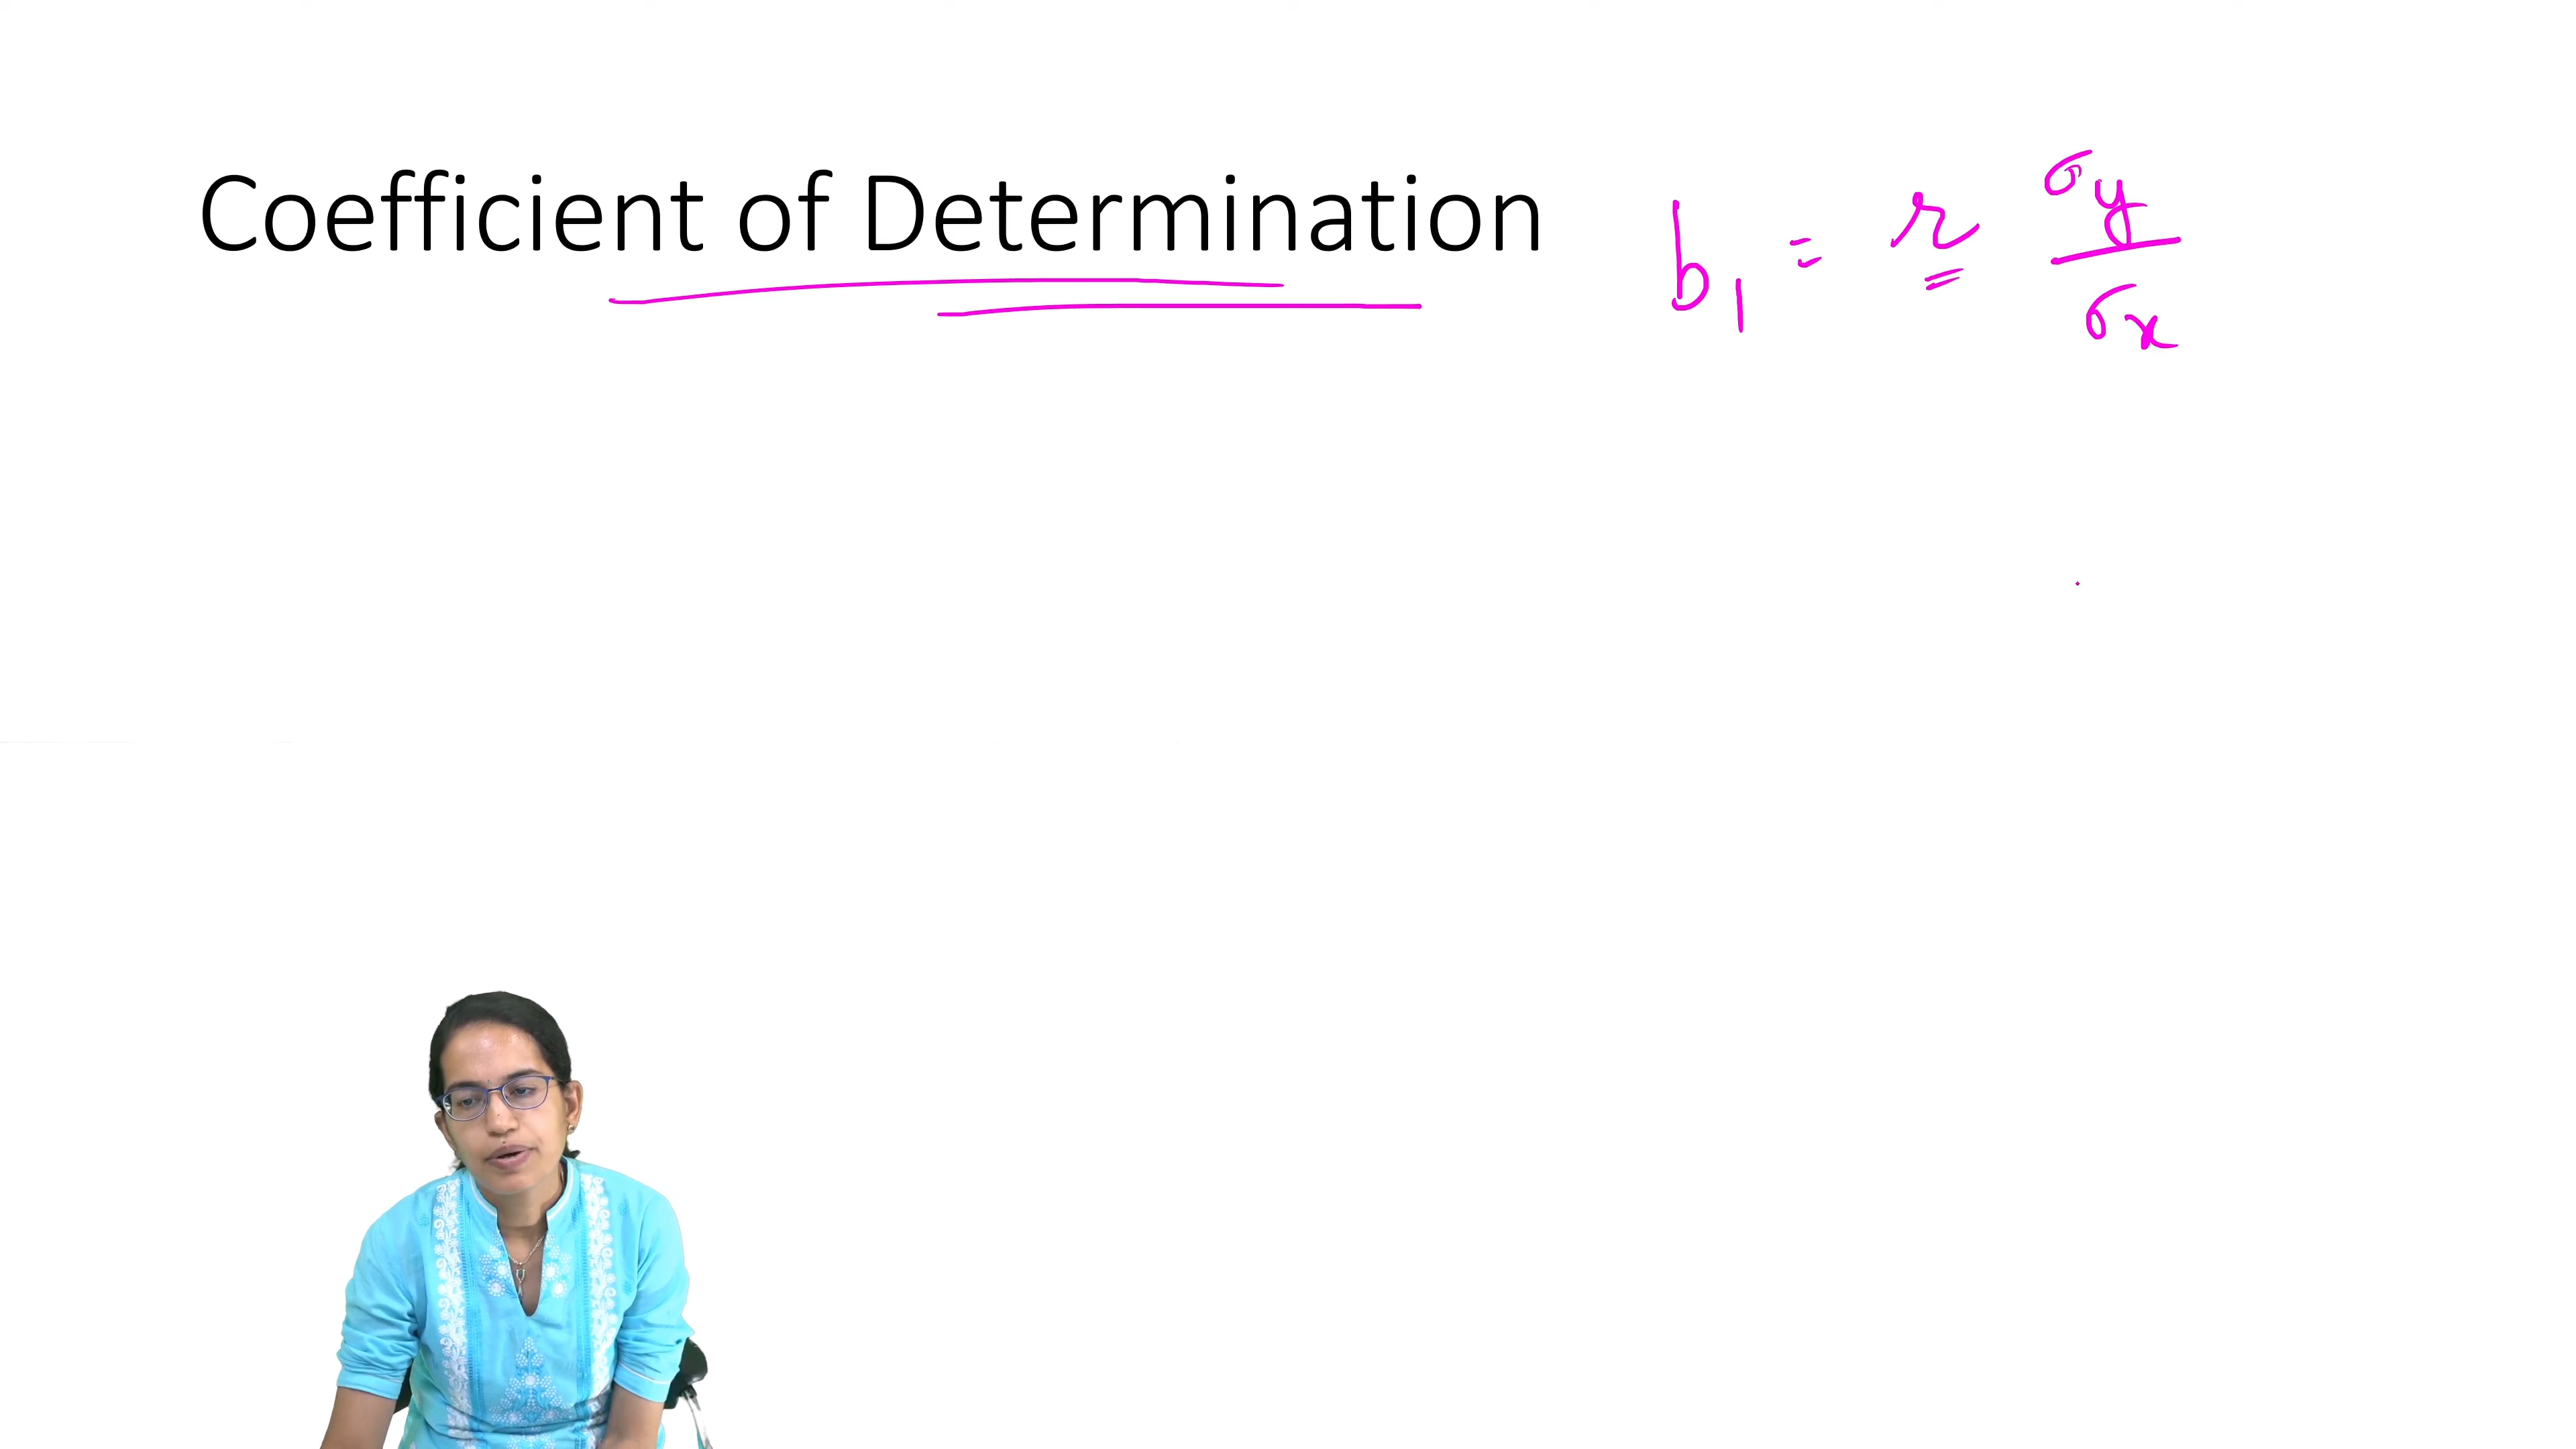 Coefficient of Determination
b₁ = r σy/σx